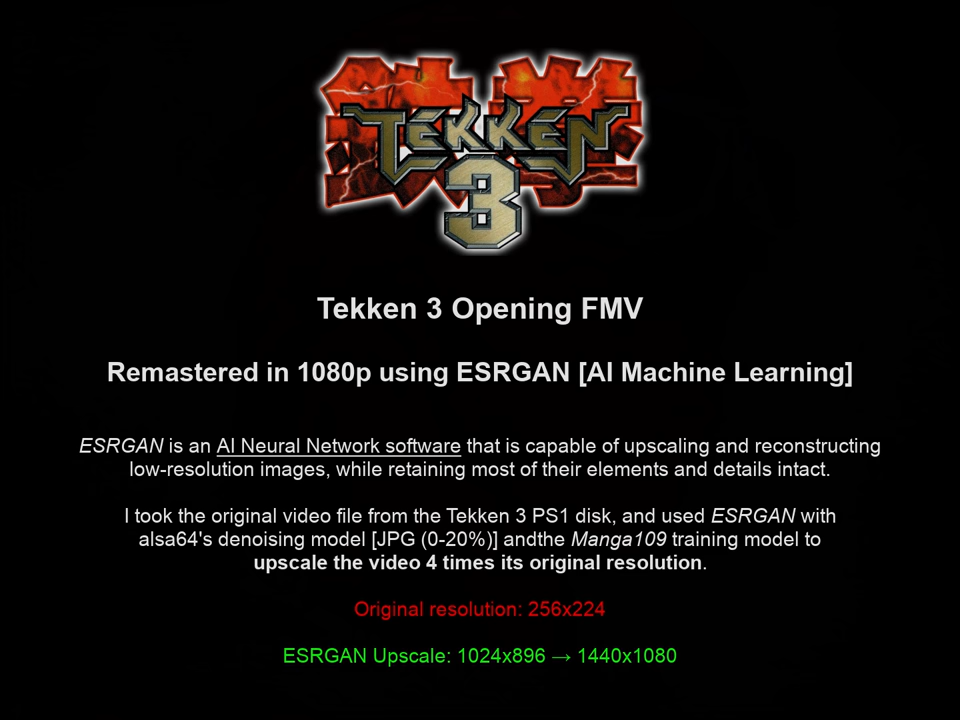 鉄拳
TEKKEN
3
Tekken 3 Opening FMV
Remastered in 1080p using ESRGAN [AI Machine Learning]
ESRGAN is an AI Neural Network software that is capable of upscaling and reconstructing
low-resolution images, while retaining most of their elements and details intact.
I took the original video file from the Tekken 3 PS1 disk, and used ESRGAN with
alsa64's denoising model [JPG (0-20%)] andthe Manga109 training model to
upscale the video 4 times its original resolution.
Original resolution: 256x224
ESRGAN Upscale: 1024x896 → 1440x1080